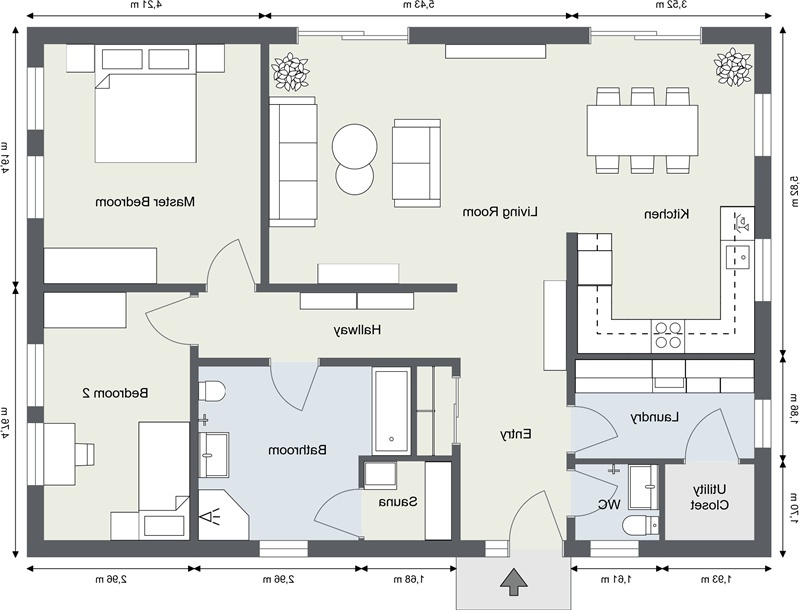 4,21 m
5,43 m
3,52 m
4,61 m
5,82 m
Master Bedroom
Living Room
Kitchen
Hallway
Bedroom 2
4,76 m
1,86 m
Laundry
Entry
Bathroom
Sauna
WC
Utility
Closet
1,70 m
2,96 m
2,96 m
1,68 m
1,61 m
1,93 m